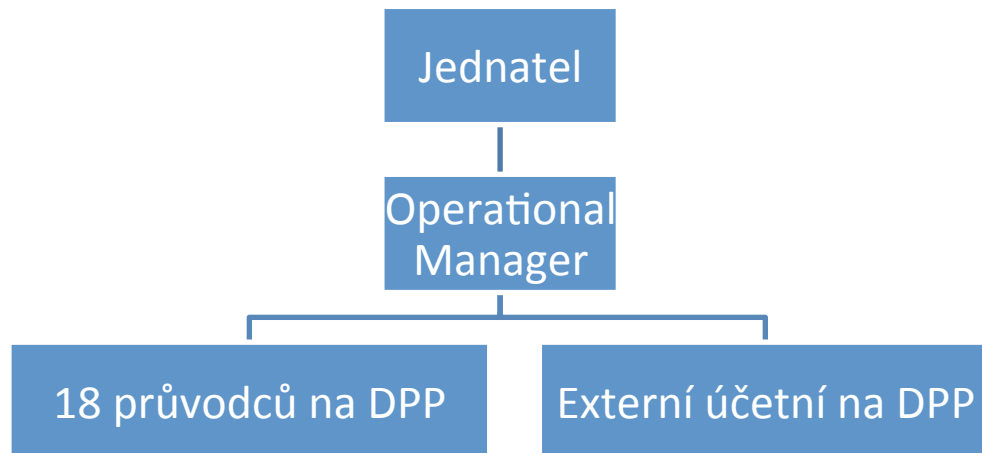 Jednatel
Operational
Manager
18 průvodců na DPP
Externí účetní na DPP